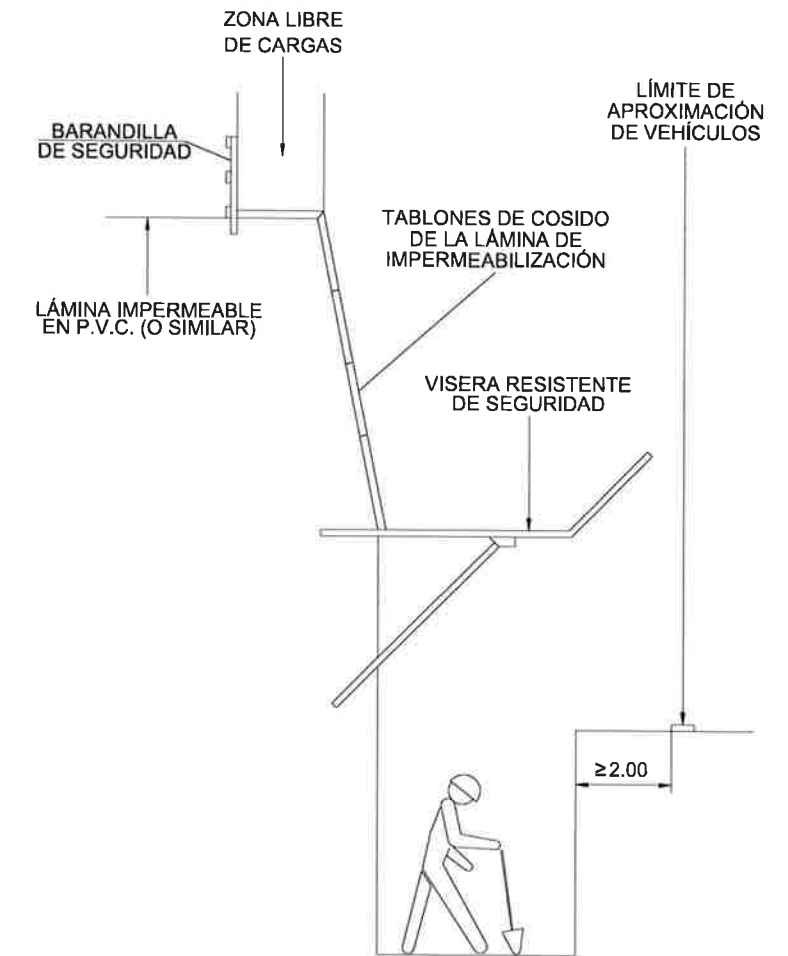 ZONA LIBRE
DE CARGAS
LÍMITE DE
APROXIMACIÓN
DE VEHÍCULOS
BARANDILLA
DE SEGURIDAD
TABLONES DE COSIDO
DE LA LÁMINA DE
IMPERMEABILIZACIÓN
LÁMINA IMPERMEABLE
EN P.V.C. (O SIMILAR)
VISERA RESISTENTE
DE SEGURIDAD
≥2.00